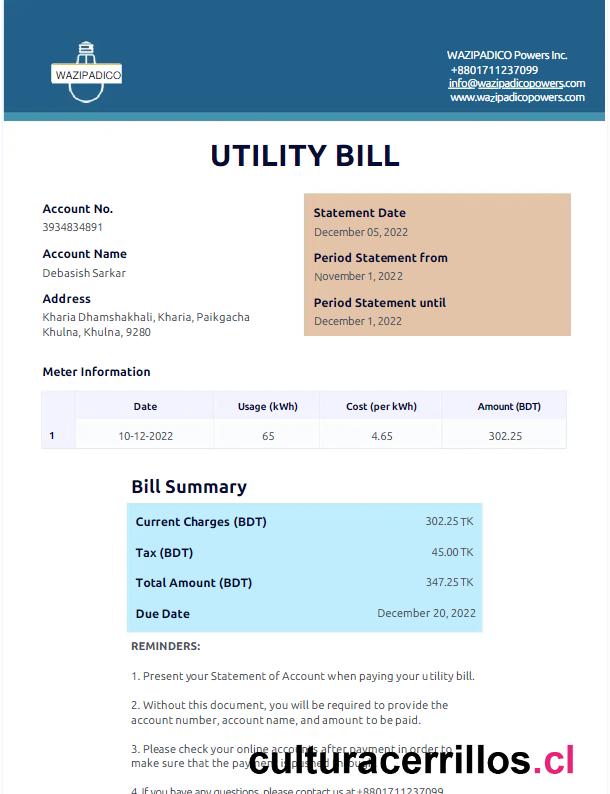 WAZIPADICO
WAZIPADICO Powers Inc.
+8801711237099
info@wazipadicopowers.com
www.wazipadicopowers.com
UTILITY BILL
Account No.
3934834891
Account Name
Debasish Sarkar
Address
Kharia Dhamshakhali, Kharia, Paikgacha
Khulna, Khulna, 9280
Statement Date
December 05, 2022
Period Statement from
November 1, 2022
Period Statement until
December 1, 2022
Meter Information
Date Usage (kWh) Cost (per kWh) Amount (BDT)
1 10-12-2022 65 4.65 302.25
Bill Summary
Current Charges (BDT) 302.25 TK
Tax (BDT) 45.00 TK
Total Amount (BDT) 347.25 TK
Due Date December 20, 2022
REMINDERS:
1. Present your Statement of Account when paying your utility bill.
2. Without this document, you will be required to provide the
account number, account name, and amount to be paid.
3. Please check your online accounts after payment in order to
make sure that the payment is pushed through.
culturacerrillos.cl
4. If you have any questions, please contact us at +8801711237099